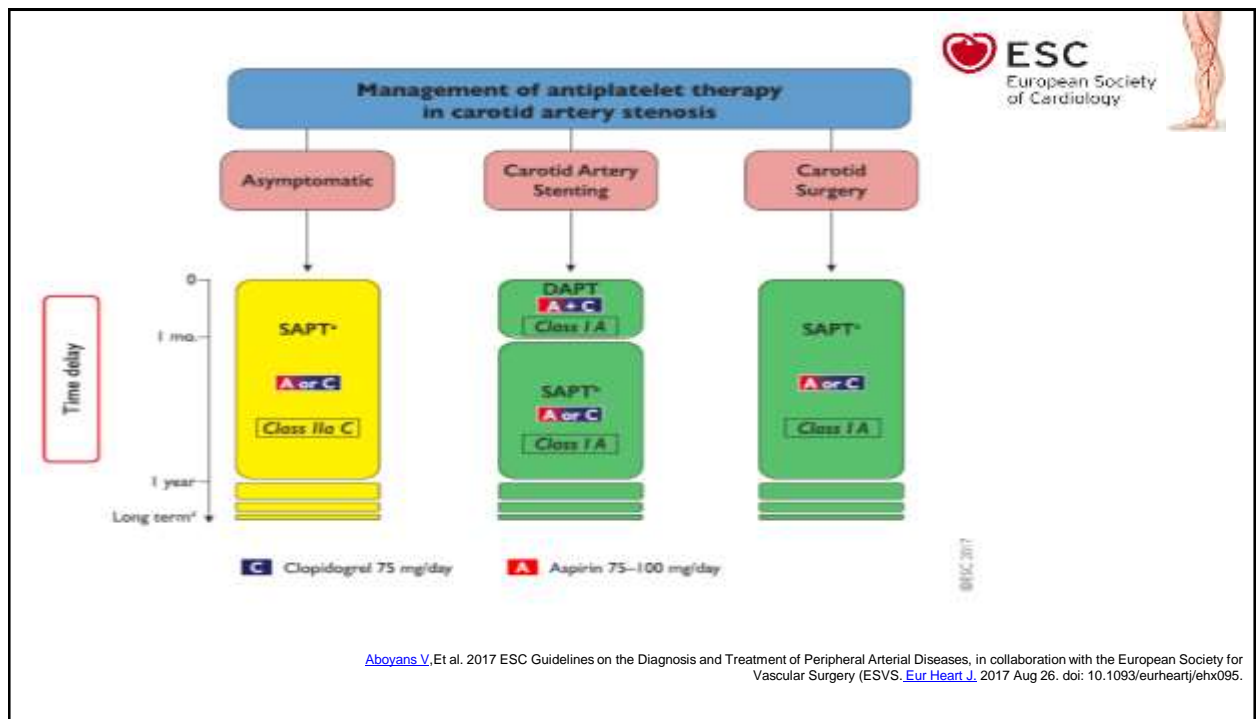 ESC
European Society
of Cardiology
Management of antiplatelet therapy
in carotid artery stenosis
Asymptomatic
Carotid Artery
Stenting
Carotid
Surgery
Time delay
0
1 mo.
1 year
Long term
SAPT
A or C
Class IIa C
DAPT
A + C
Class I A
SAPT
A or C
Class I A
SAPT
A or C
Class I A
C Clopidogrel 75 mg/day
A Aspirin 75–100 mg/day
©ESC 2017
Aboyans V,Et al. 2017 ESC Guidelines on the Diagnosis and Treatment of Peripheral Arterial Diseases, in collaboration with the European Society for
Vascular Surgery (ESVS. Eur Heart J. 2017 Aug 26. doi: 10.1093/eurheartj/ehx095.